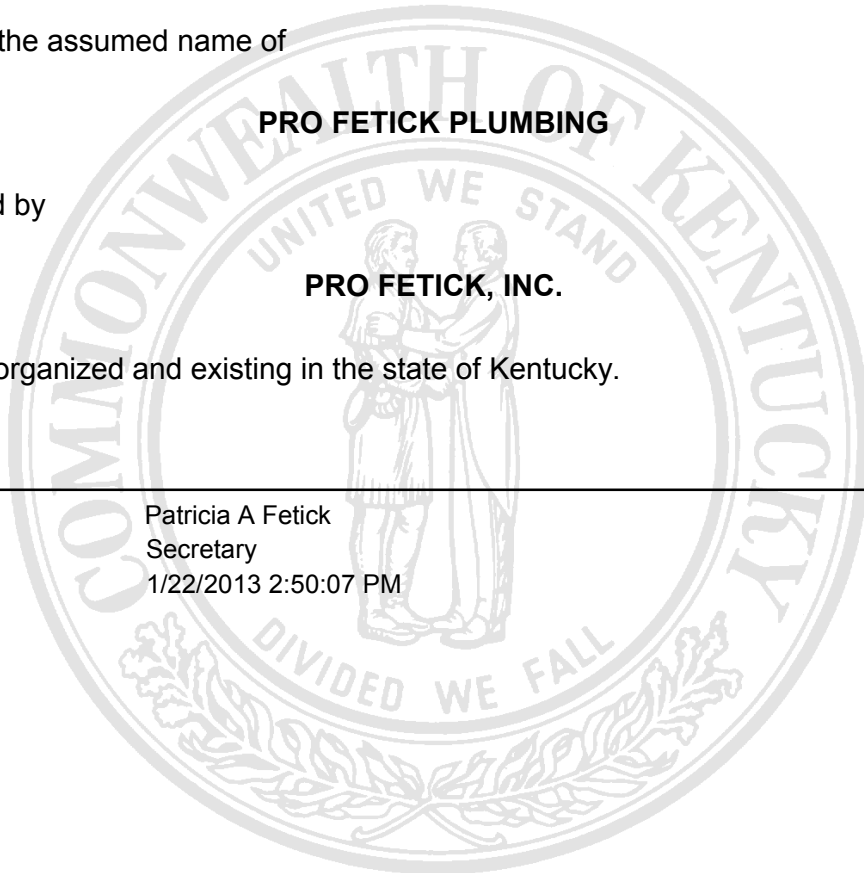 the assumed name of
PRO FETICK PLUMBING
d by
PRO FETICK, INC.
organized and existing in the state of Kentucky.
Patricia A Fetick
Secretary
1/22/2013 2:50:07 PM
COMMONWEALTH OF KENTUCKY
UNITED WE STAND
DIVIDED WE FALL